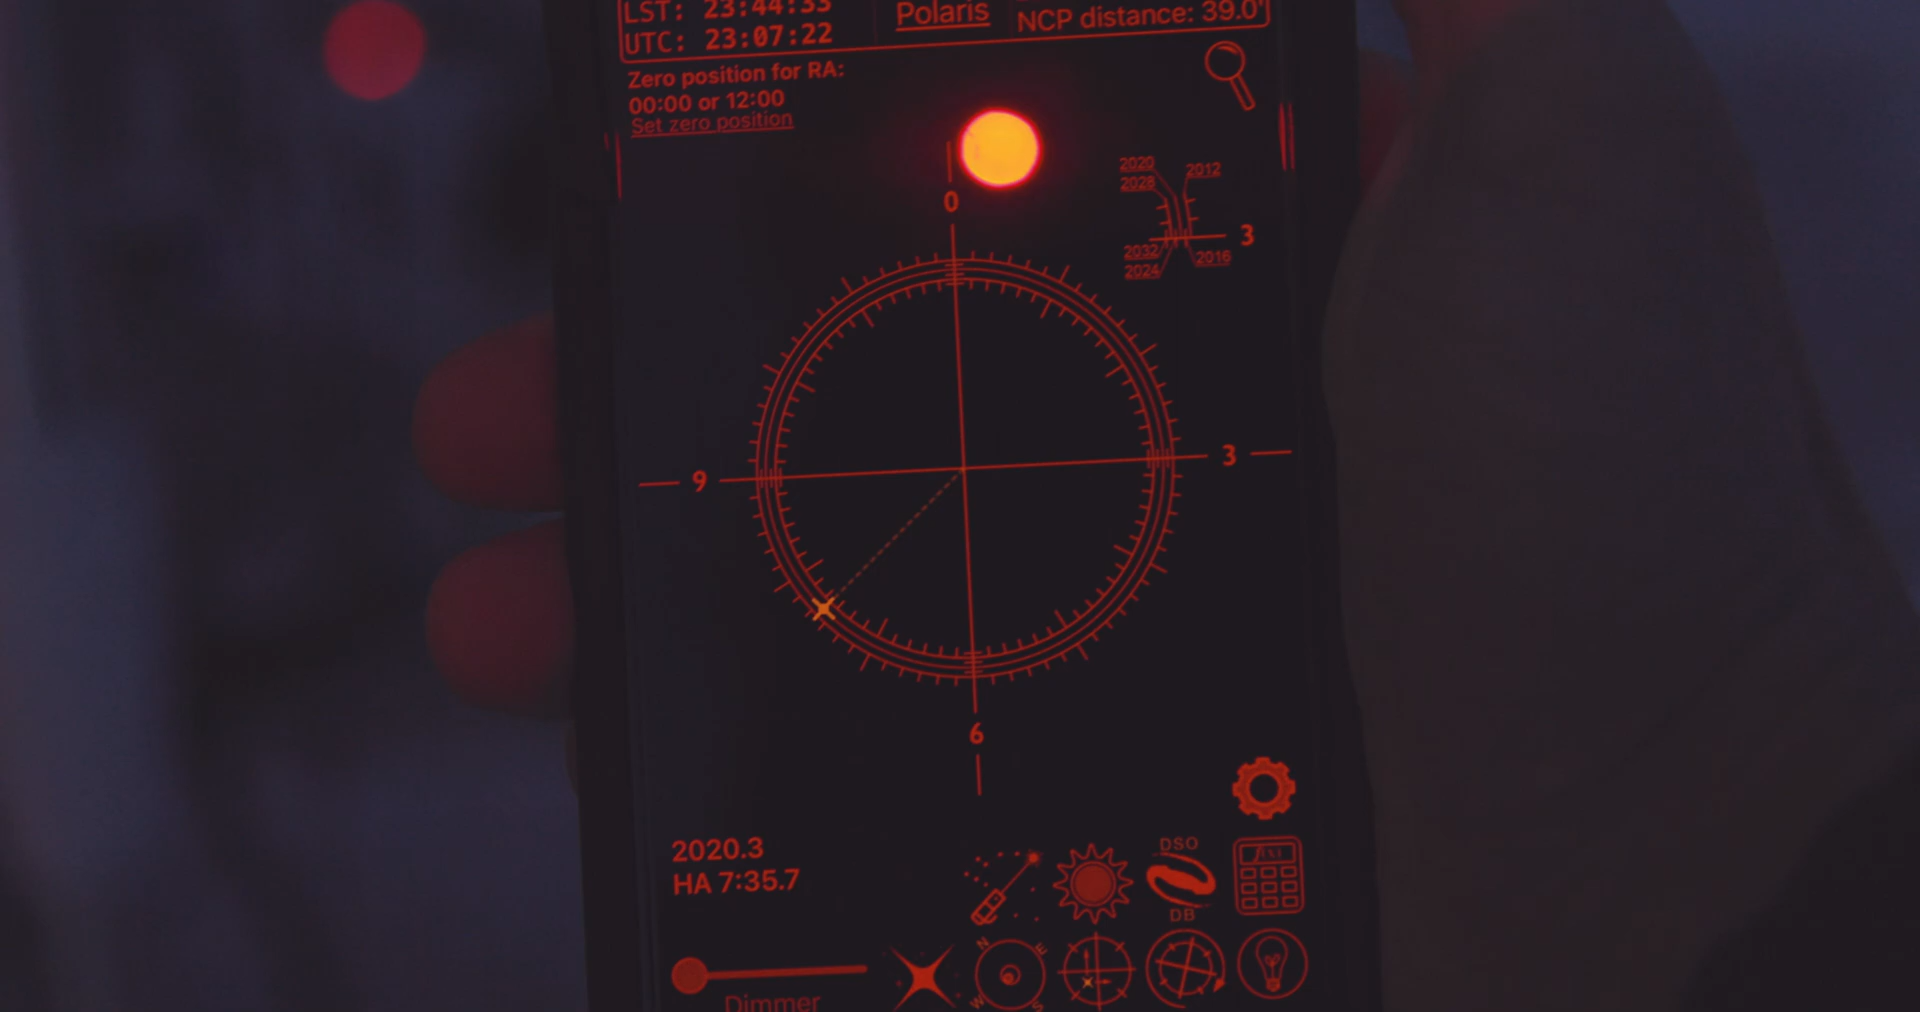 LST: 23:44:33
UTC: 23:07:22
Polaris
NCP distance: 39.0'
Zero position for RA:
00:00 or 12:00
Set zero position
2020
2012
2028
0
3
2032
2016
2024
3
9
6
2020.3
HA 7:35.7
DSO
f(x)
DB
N
E
W
S
Dimmer